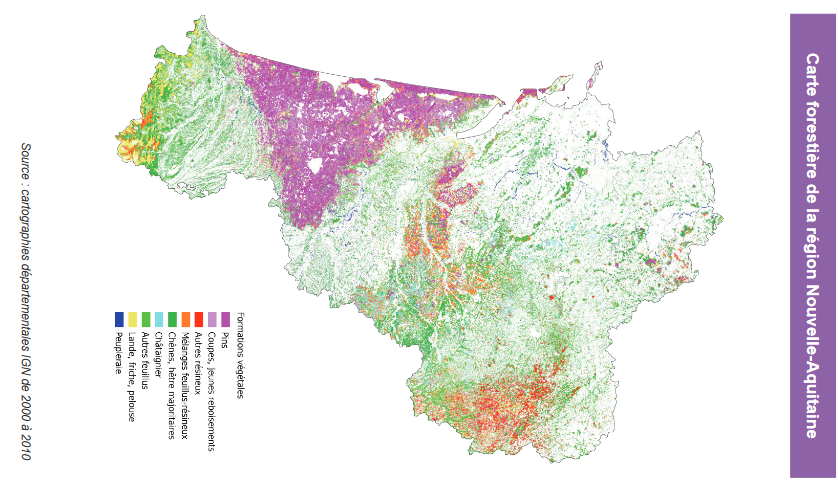 Carte forestière de la région Nouvelle-Aquitaine
Formations végétales
Pins
Coupes, jeunes reboisements
Autres résineux
Mélanges feuillus-résineux
Chênes, hêtre majoritaires
Châtaignier
Autres feuillus
Lande, friche, pelouse
Peupleraie
Source : cartographies départementales IGN de 2000 à 2010